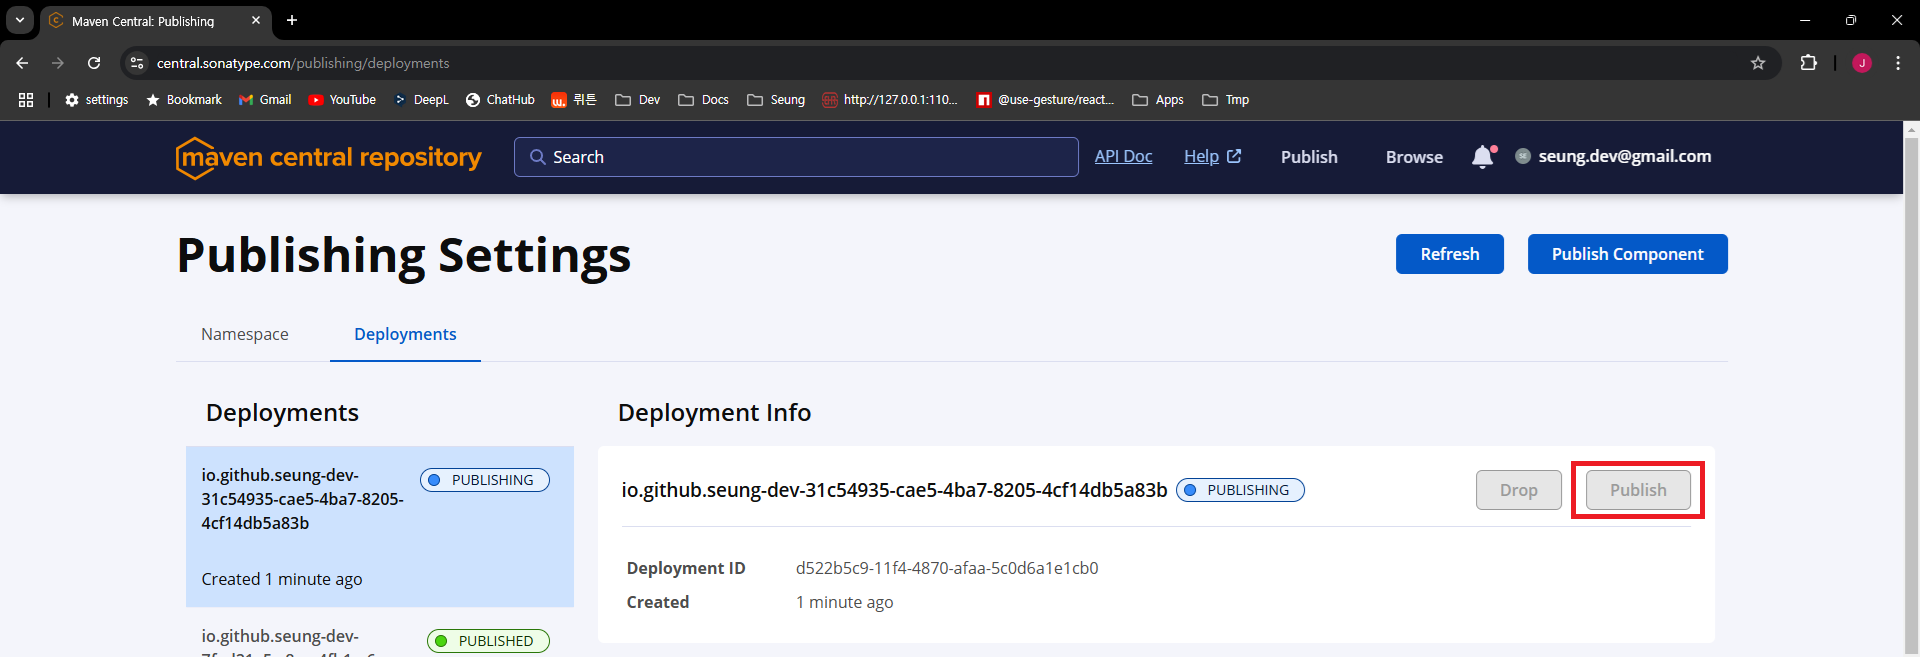 Maven Central: Publishing
central.sonatype.com/publishing/deployments
J
settings Bookmark Gmail YouTube DeepL ChatHub 뤼튼 Dev Docs Seung http://127.0.0.1:110... @use-gesture/react... Apps Tmp
maven central repository Search API Doc Help Publish Browse SE seung.dev@gmail.com
Publishing Settings
Refresh Publish Component
Namespace Deployments
Deployments
io.github.seung-dev-
31c54935-cae5-4ba7-8205-
4cf14db5a83b
PUBLISHING
Created 1 minute ago
io.github.seung-dev-
PUBLISHED
Deployment Info
io.github.seung-dev-31c54935-cae5-4ba7-8205-4cf14db5a83b PUBLISHING Drop Publish
Deployment ID d522b5c9-11f4-4870-afaa-5c0d6a1e1cb0
Created 1 minute ago